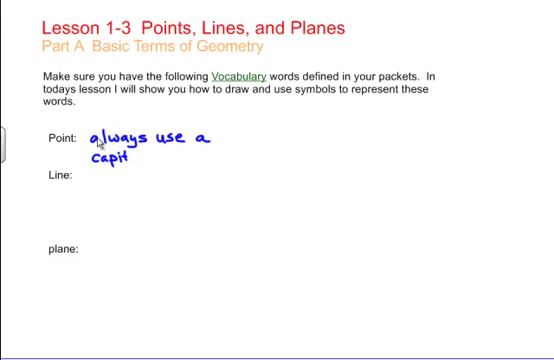 Lesson 1-3 Points, Lines, and Planes
Part A Basic Terms of Geometry
Make sure you have the following Vocabulary words defined in your packets. In
todays lesson I will show you how to draw and use symbols to represent these
words.
Point: always use a
capit
Line:
plane: